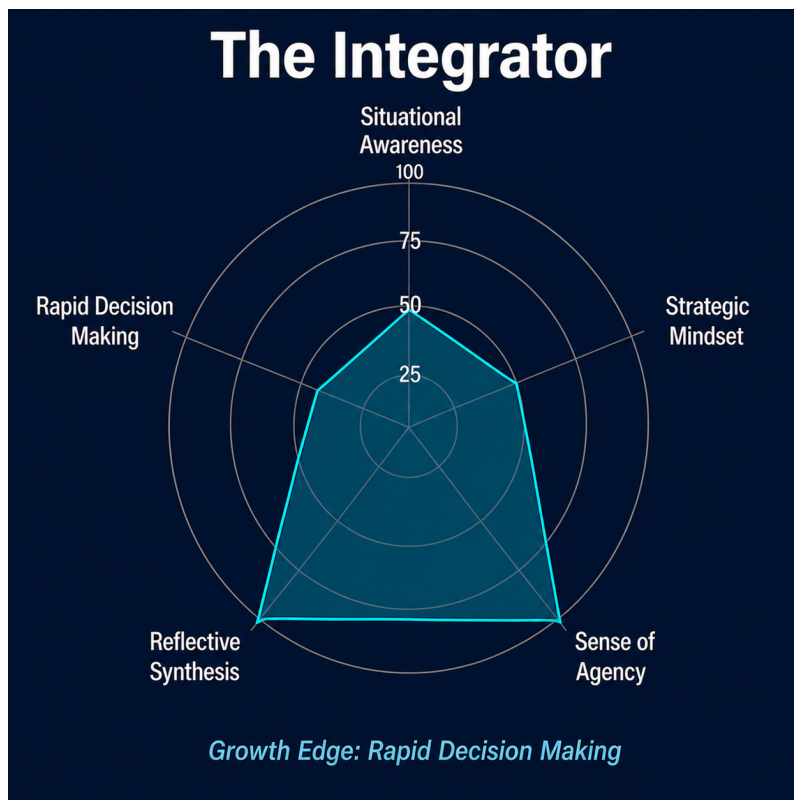 The Integrator
Situational
Awareness
100
75
50
25
Rapid Decision
Making
Strategic
Mindset
Reflective
Synthesis
Sense of
Agency
Growth Edge: Rapid Decision Making